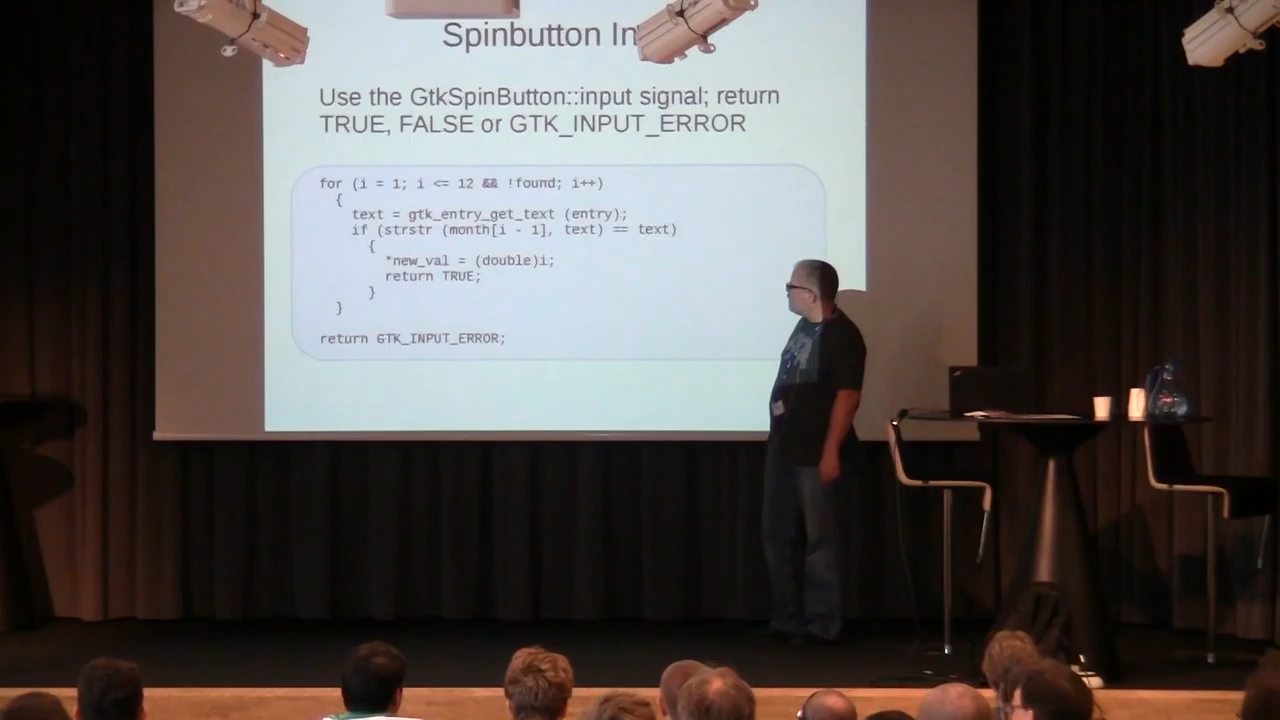 Spinbutton In
Use the GtkSpinButton::input signal; return
TRUE, FALSE or GTK_INPUT_ERROR
for (i = 1; i <= 12 && !found; i++)
{
text = gtk_entry_get_text (entry);
if (strstr (month[i - 1], text) == text)
{
*new_val = (double)i;
return TRUE;
}
}
return GTK_INPUT_ERROR;